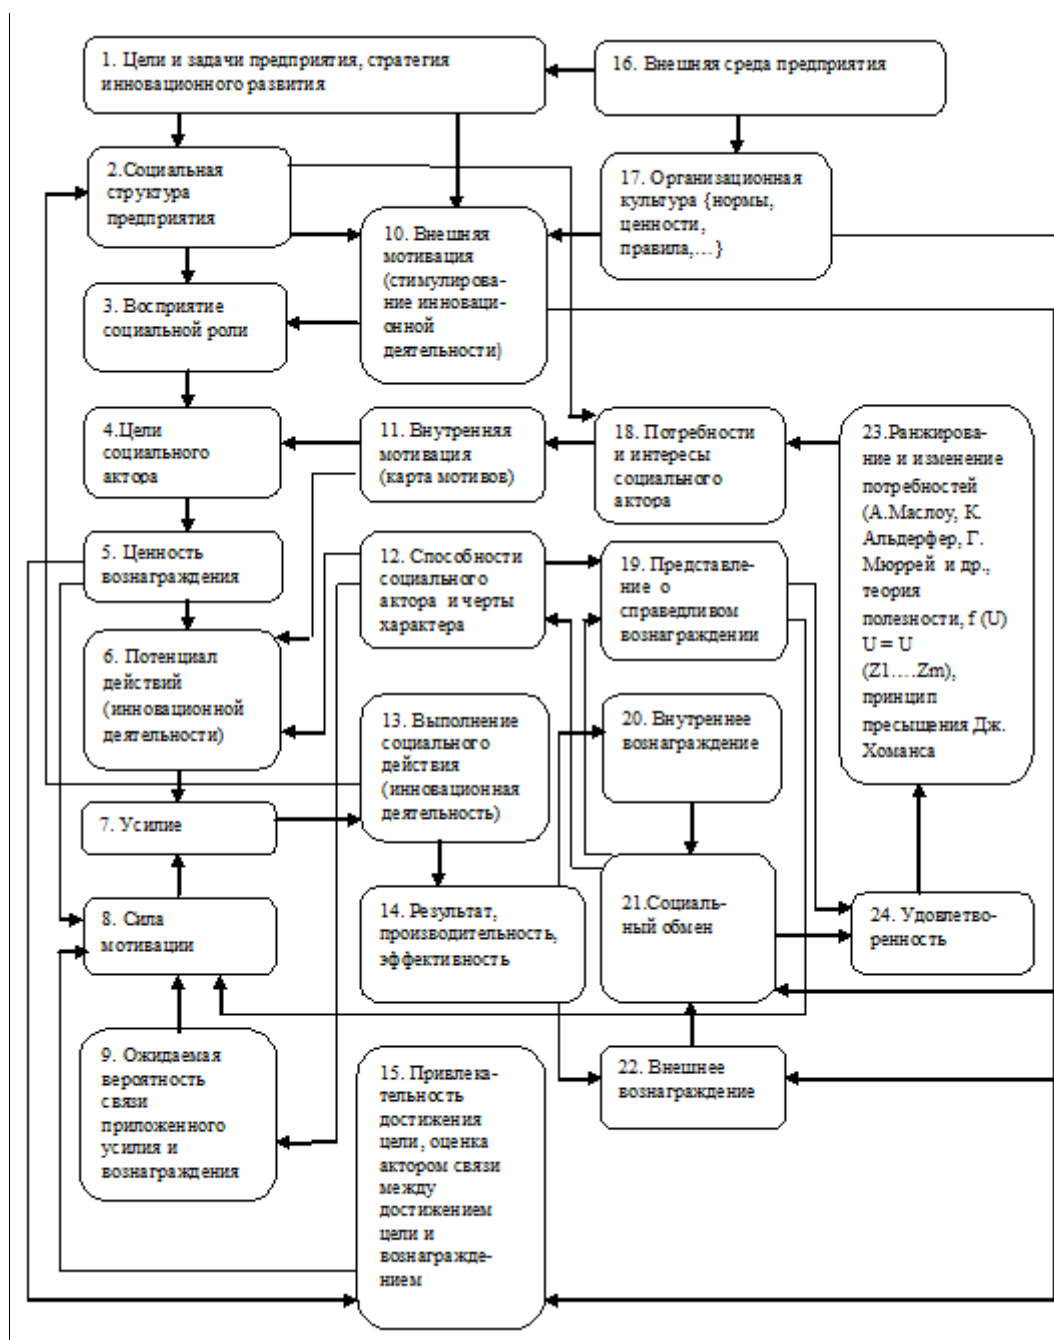 1. Цели и задачи предприятия, стратегия
инновационного развития
16. Внешняя среда предприятия
2.Социальная
структура
предприятия
17. Организационная
культура {нормы,
ценности,
правила,…}
10. Внешняя
мотивация
(стимулирова-
ние инноваци-
онной
деятельности)
3. Восприятие
социальной роли
4.Цели
социального
актора
11. Внутренняя
мотивация
(карта мотивов)
18. Потребности
и интересы
социального
актора
23.Ранжирова-
ние и изменение
потребностей
(А.Маслоу, К.
Альдерфер, Г.
Мюррей и др.,
теория
полезности, f (U)
U = U
(Z1….Zm),
принцип
пресыщения Дж.
Хоманса
5. Ценность
вознаграждения
12. Способности
социального
актора и черты
характера
19. Представле-
ние о
справедливом
вознаграждении
6. Потенциал
действий
(инновационной
деятельности)
13. Выполнение
социального
действия
(инновационная
деятельность)
20. Внутреннее
вознаграждение
7. Усилие
8. Сила
мотивации
14. Результат,
производительность,
эффективность
21.Социаль-
ный обмен
24. Удовлетво-
ренность
9. Ожидаемая
вероятность
связи
приложенного
усилия и
вознаграждения
15. Привлека-
тельность
достижения
цели, оценка
актором связи
между
достижением
цели и
вознагражде-
нием
22. Внешнее
вознаграждение